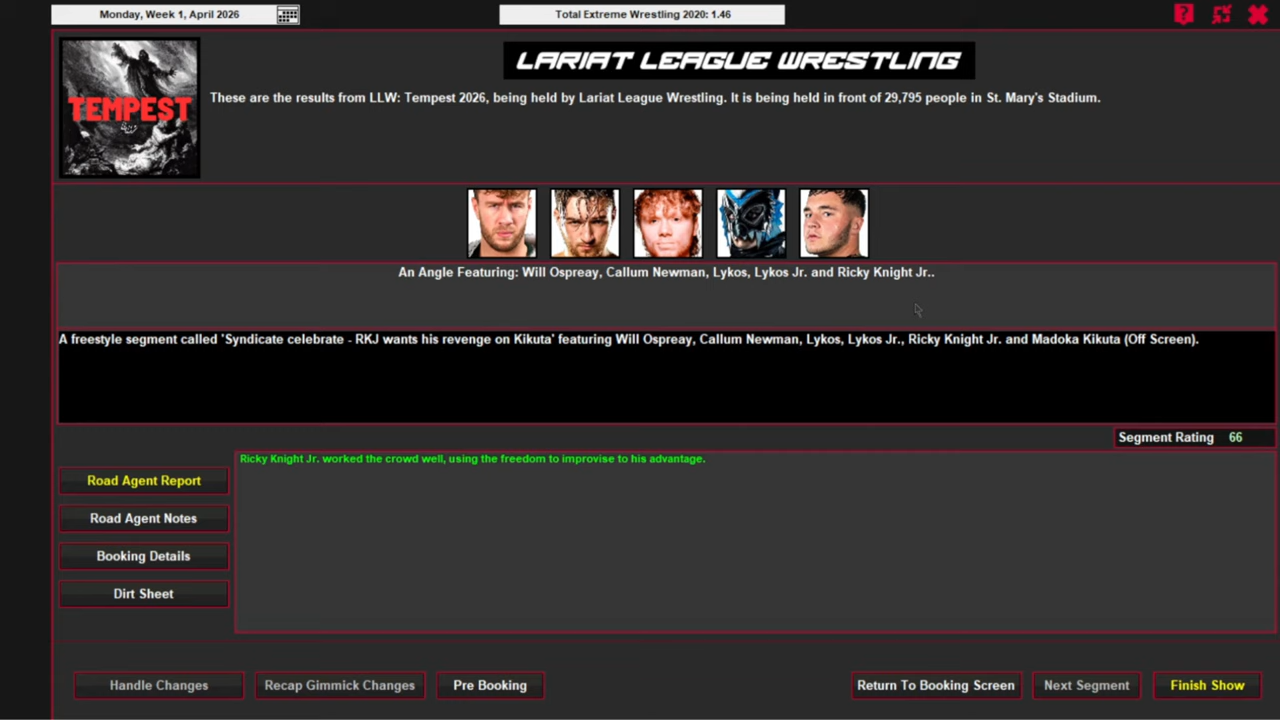 Monday, Week 1, April 2026
Total Extreme Wrestling 2020: 1.46
?
TEMPEST
LARIAT LEAGUE WRESTLING
These are the results from LLW: Tempest 2026, being held by Lariat League Wrestling. It is being held in front of 29,795 people in St. Mary's Stadium.
An Angle Featuring: Will Ospreay, Callum Newman, Lykos, Lykos Jr. and Ricky Knight Jr..
A freestyle segment called 'Syndicate celebrate - RKJ wants his revenge on Kikuta' featuring Will Ospreay, Callum Newman, Lykos, Lykos Jr., Ricky Knight Jr. and Madoka Kikuta (Off Screen).
Segment Rating 66
Ricky Knight Jr. worked the crowd well, using the freedom to improvise to his advantage.
Road Agent Report
Road Agent Notes
Booking Details
Dirt Sheet
Handle Changes
Recap Gimmick Changes
Pre Booking
Return To Booking Screen
Next Segment
Finish Show